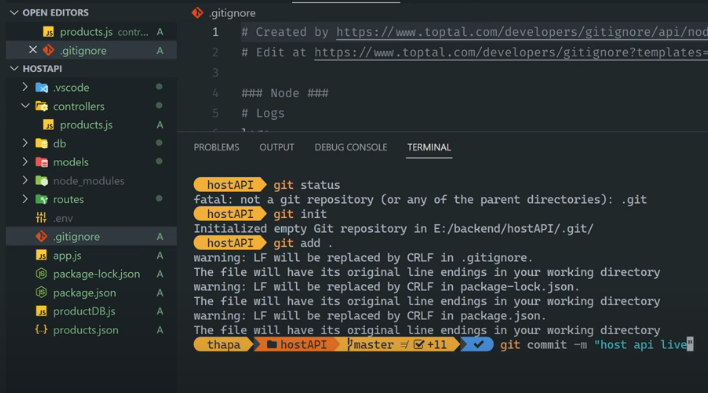 OPEN EDITORS
products.js contr... A
.gitignore A
HOSTAPI
.vscode
controllers
products.js A
db
models
node_modules
routes
.env
.gitignore A
app.js A
package-lock.json A
package.json A
productDB.js A
products.json A
.gitignore
1 # Created by https://www.toptal.com/developers/gitignore/api/nod
2 # Edit at https://www.toptal.com/developers/gitignore?templates=
3
4 ### Node ###
5 # Logs
PROBLEMS OUTPUT DEBUG CONSOLE TERMINAL
hostAPI git status
fatal: not a git repository (or any of the parent directories): .git
hostAPI git init
Initialized empty Git repository in E:/backend/hostAPI/.git/
hostAPI git add .
warning: LF will be replaced by CRLF in .gitignore.
The file will have its original line endings in your working directory
warning: LF will be replaced by CRLF in package-lock.json.
The file will have its original line endings in your working directory
warning: LF will be replaced by CRLF in package.json.
The file will have its original line endings in your working directory
thapa hostAPI master +11 git commit -m "host api live"